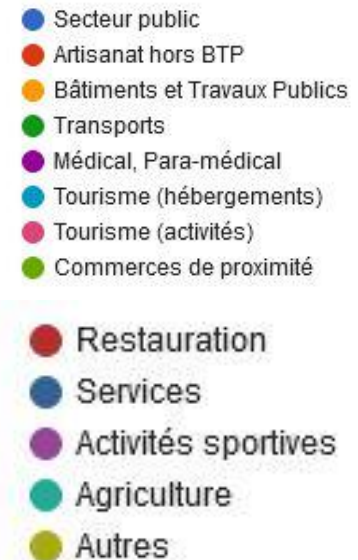 Secteur public
Artisanat hors BTP
Bâtiments et Travaux Publics
Transports
Médical, Para-médical
Tourisme (hébergements)
Tourisme (activités)
Commerces de proximité
Restauration
Services
Activités sportives
Agriculture
Autres